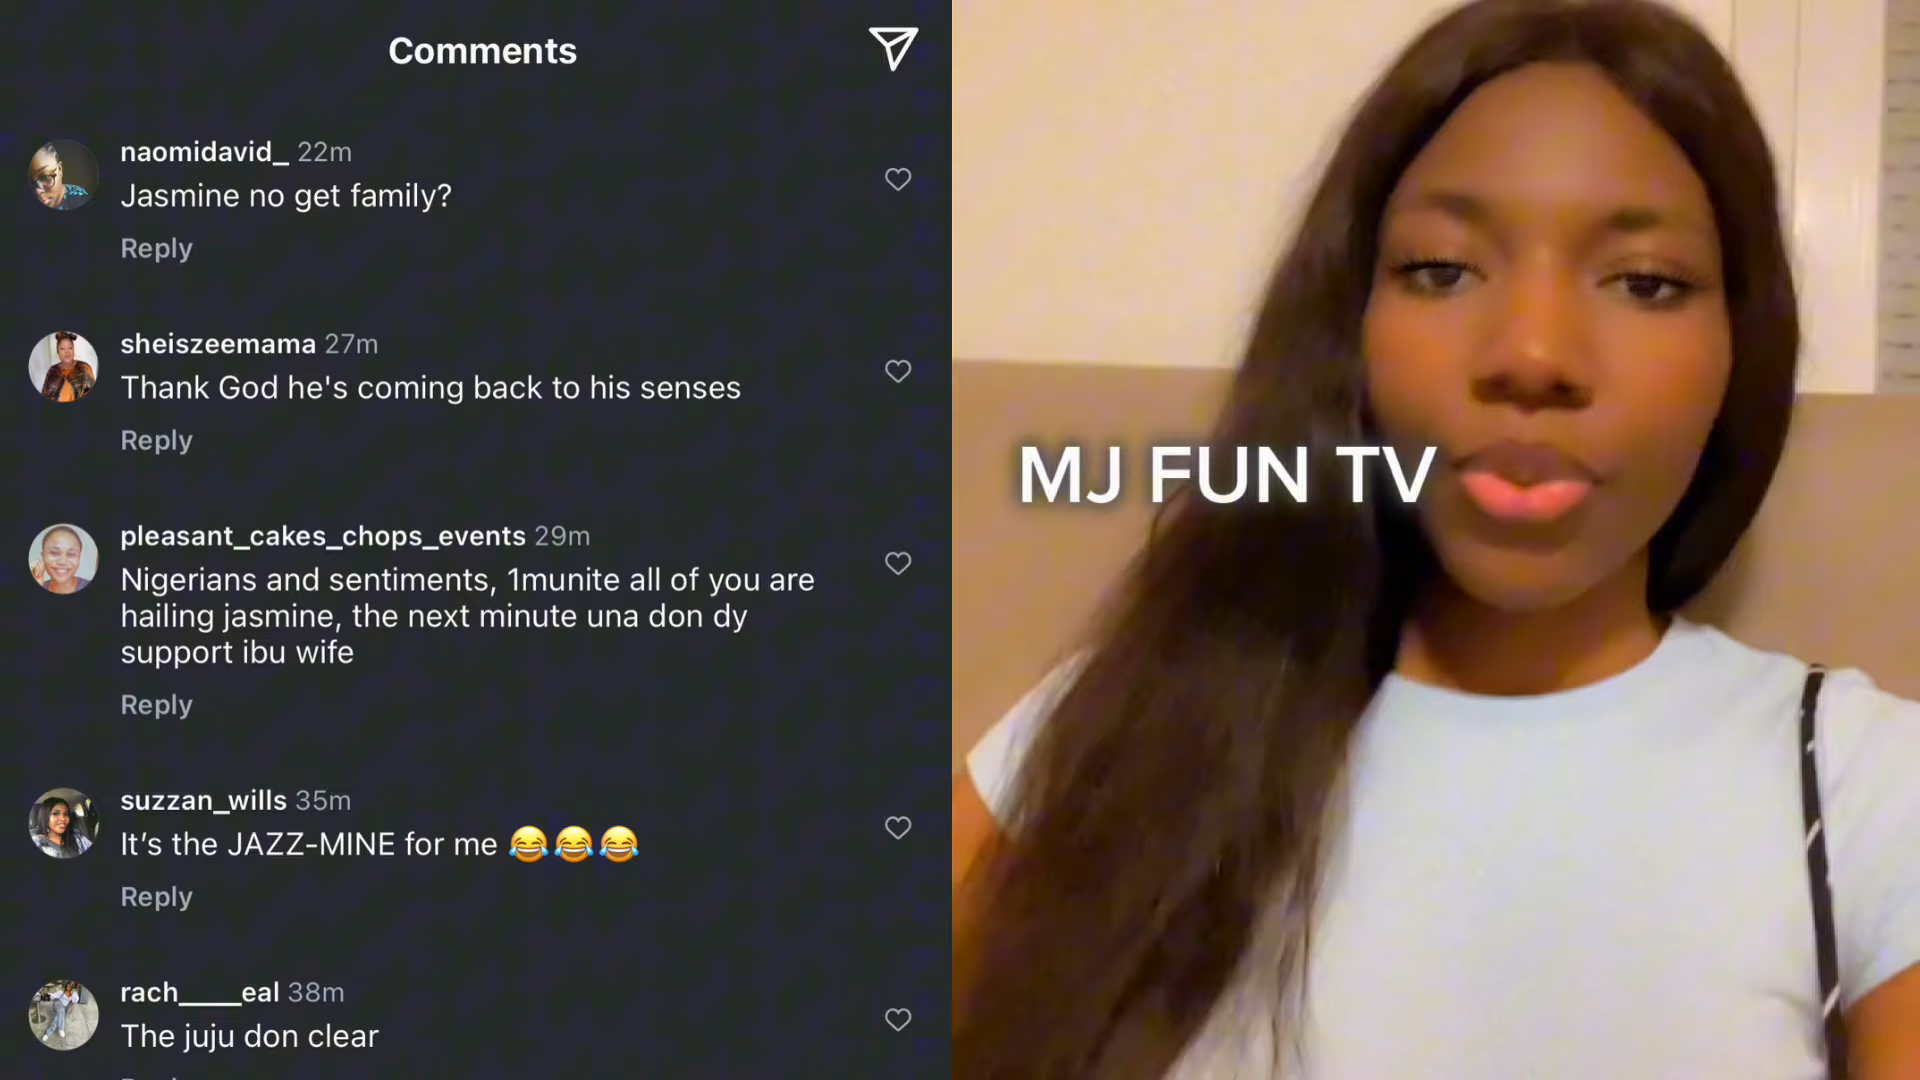 Comments
naomidavid_ 22m
Jasmine no get family?
Reply
sheiszeemama 27m
Thank God he's coming back to his senses
Reply
pleasant_cakes_chops_events 29m
Nigerians and sentiments, 1munite all of you are
hailing jasmine, the next minute una don dy
support ibu wife
Reply
suzzan_wills 35m
It’s the JAZZ-MINE for me 😂😂😂
Reply
rach____eal 38m
The juju don clear
MJ FUN TV